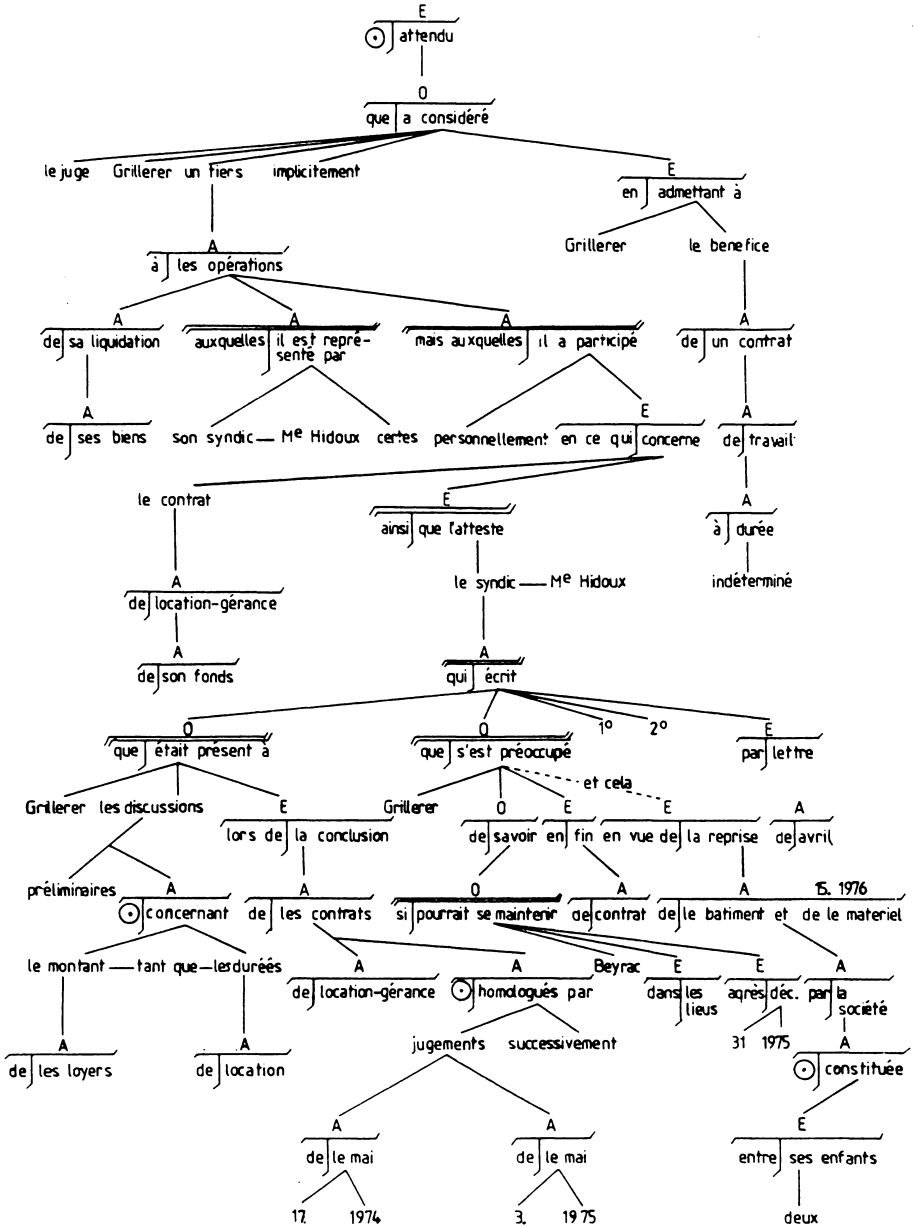 E
attendu
O
que a considéré
le juge Grillerer un tiers implicitement
E
en admettant à
Grillerer le benefice
A
à les opérations
A A A A
de sa liquidation auxquelles il est repré-
senté par mais auxquelles il a participé de un contrat
A E A
de ses biens son syndic — Me Hidoux certes personnellement en ce qui concerne de travail
le contrat E A
ainsi que l'atteste à durée
le syndic — Me Hidoux indéterminé
A
de location-gérance
A A
de son fonds qui écrit
O O 1° 2° E
que était présent à que s'est préoccupé par lettre
et cela
Grillerer les discussions E Grillerer O E E A
lors de la conclusion de savoir en fin en vue de la reprise de avril
préliminaires A A O A A 15. 1976
concernant de les contrats si pourrait se maintenir de contrat de le batiment et de le materiel
le montant — tant que — les duréés A A Beyrac E E A
de location-gérance homologués par dans les
lieus aqrès déc. par la
société
A A jugements successivement 31 1975 A
de les loyers de location constituée
A A E
de le mai de le mai entre ses enfants
17. 1974 3. 1975 deux